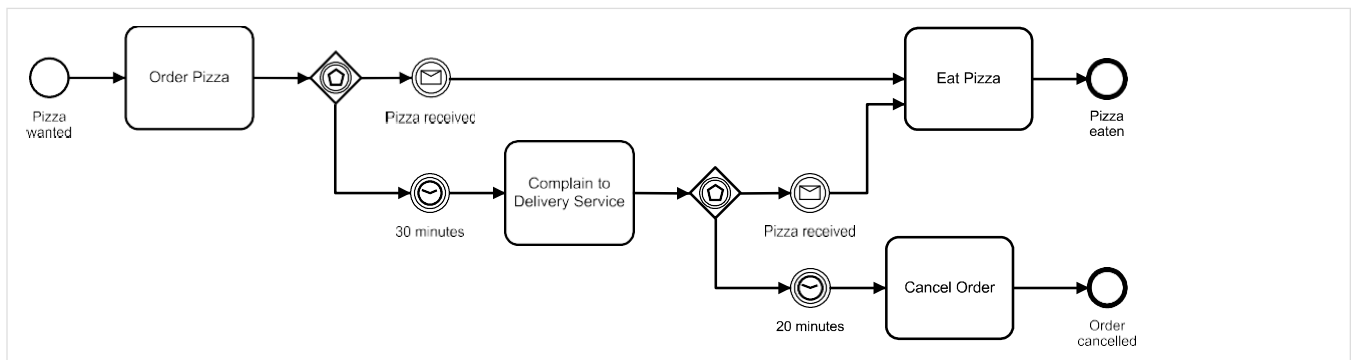 Order Pizza
Eat Pizza
Pizza
wanted
Pizza received
Pizza
eaten
Complain to
Delivery Service
30 minutes
Pizza received
Cancel Order
20 minutes
Order
cancelled